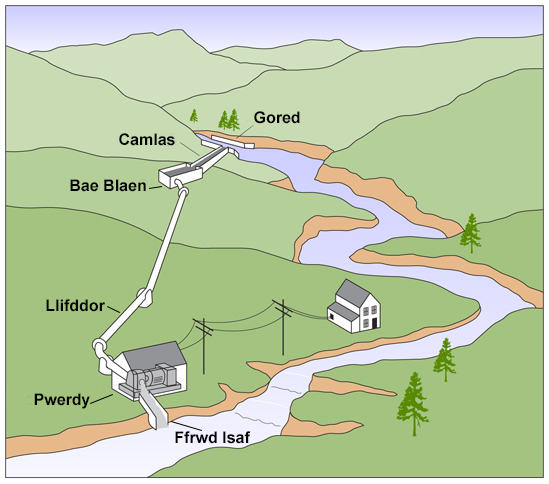 Gored
Camlas
Bae Blaen
Llifddor
Pwerdy
Ffrwd Isaf